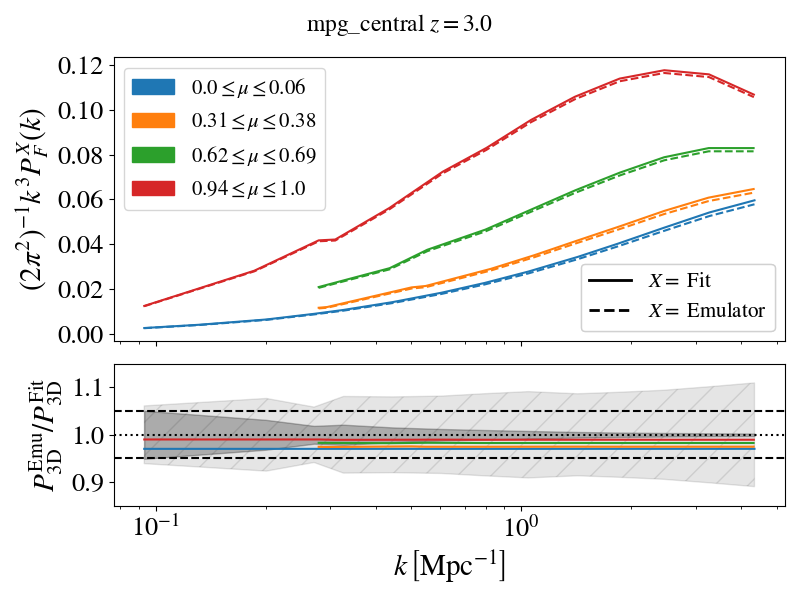 mpg_central z = 3.0
(2π²)⁻¹k³P_F^X(k)
0.12
0.10
0.08
0.06
0.04
0.02
0.00
0.0 ≤ μ ≤ 0.06
0.31 ≤ μ ≤ 0.38
0.62 ≤ μ ≤ 0.69
0.94 ≤ μ ≤ 1.0
X = Fit
X = Emulator
P_3D^Emu/P_3D^Fit
1.1
1.0
0.9
10⁻¹
10⁰
k [Mpc⁻¹]